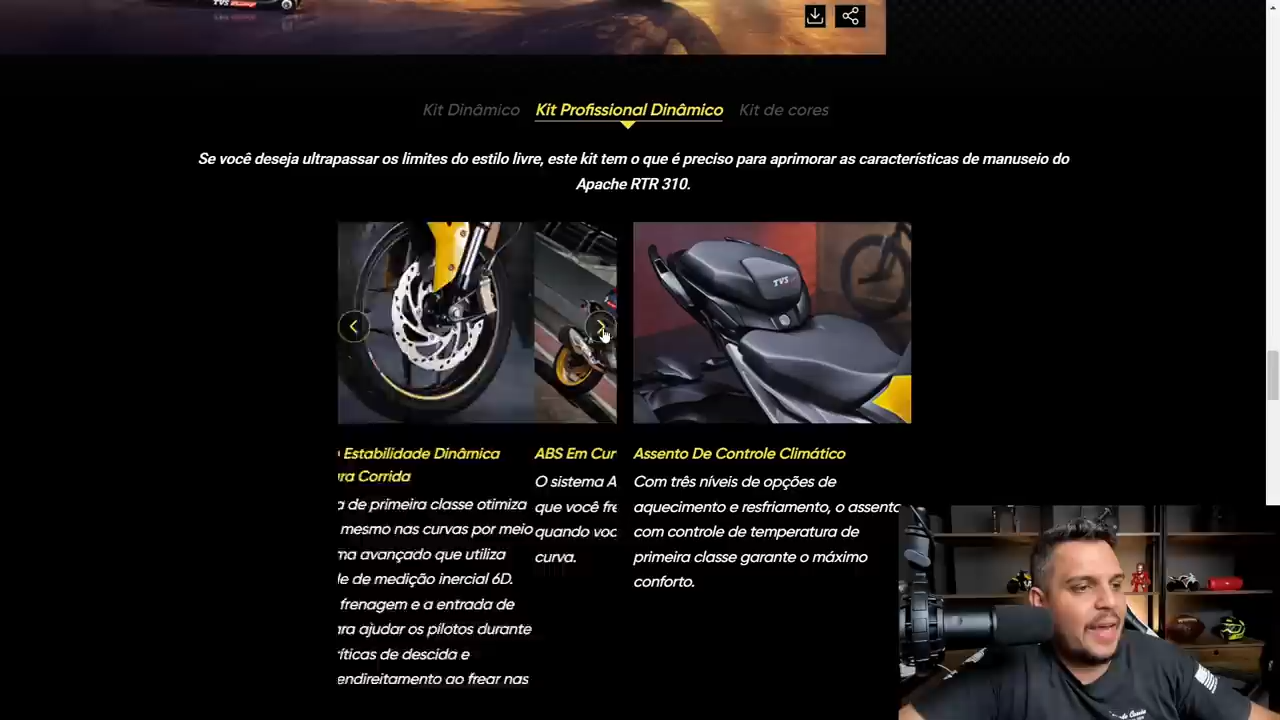 TVS Racing
Kit Dinâmico
Kit Profissional Dinâmico
Kit de cores
Se você deseja ultrapassar os limites do estilo livre, este kit tem o que é preciso para aprimorar as características de manuseio do
Apache RTR 310.
TVS
Estabilidade Dinâmica
ra Corrida
a de primeira classe otimiza
mesmo nas curvas por meio
ma avançado que utiliza
de de medição inercial 6D.
frenagem e a entrada de
ara ajudar os pilotos durante
íticas de descida e
endireitamento ao frear nas
ABS Em Cur
O sistema A
que você fre
quando voc
curva.
Assento De Controle Climático
Com três níveis de opções de
aquecimento e resfriamento, o assento
com controle de temperatura de
primeira classe garante o máximo
conforto.